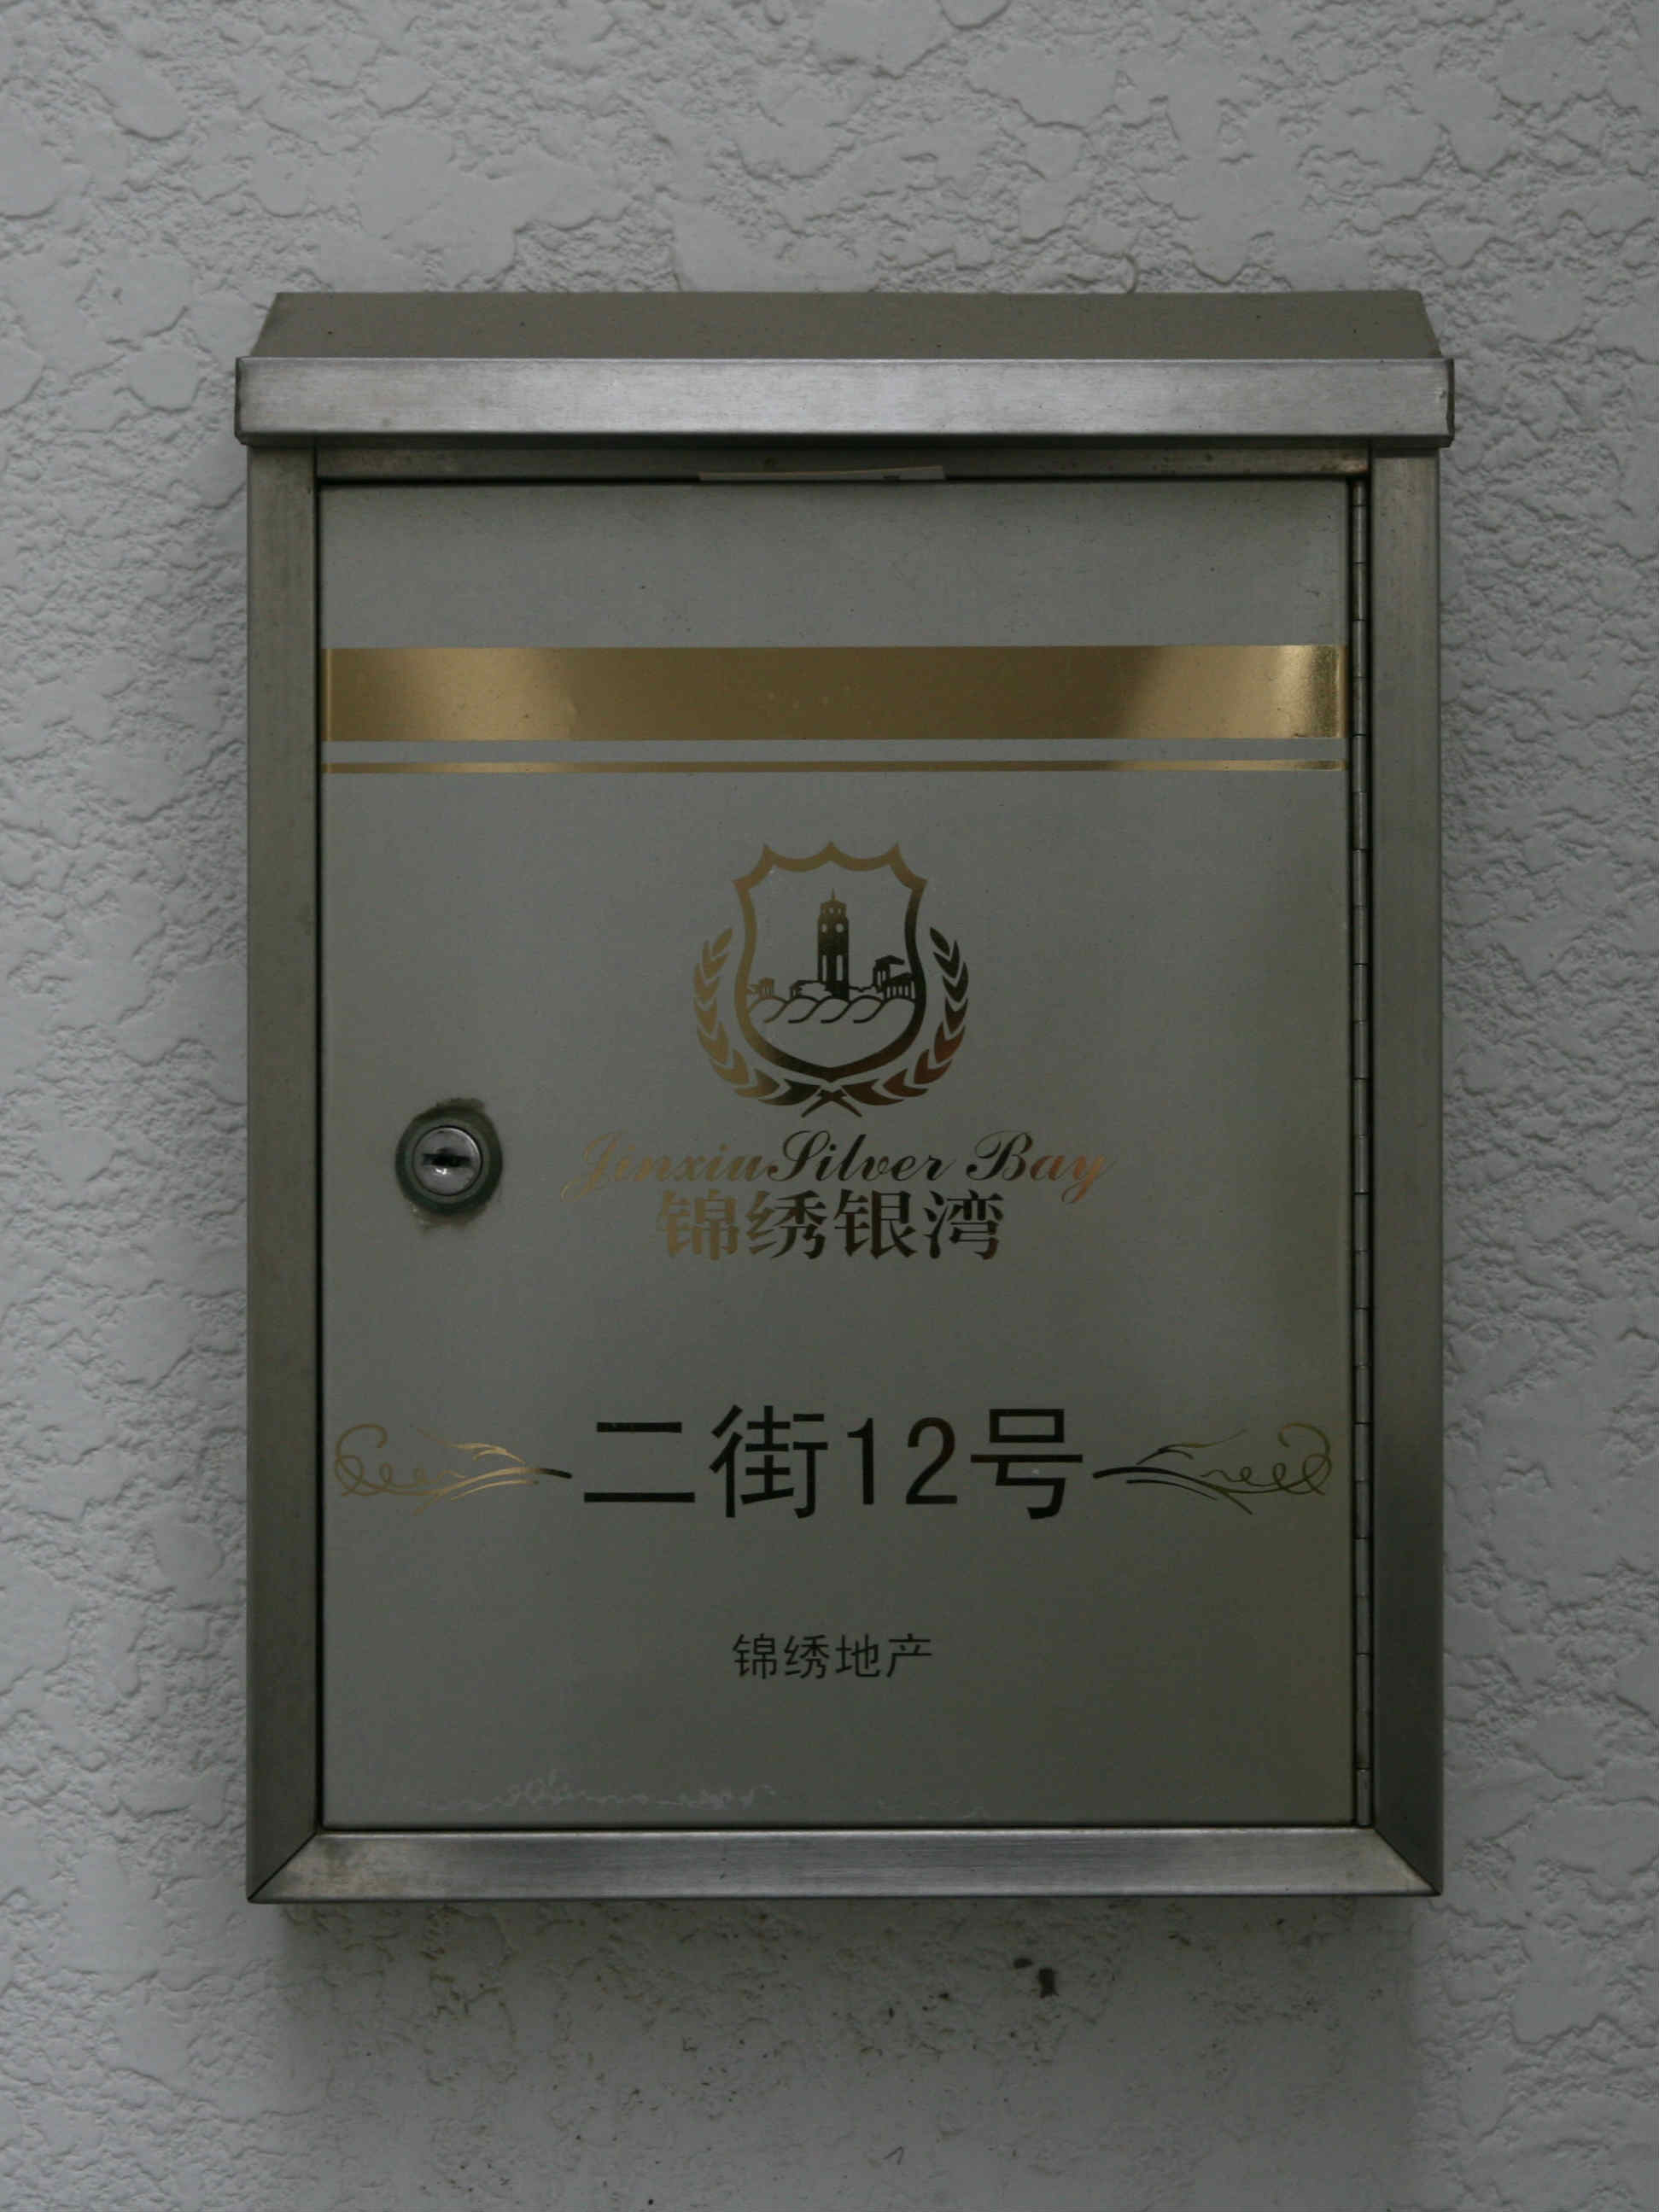 JinxiuSilver Bay
锦绣银湾
二街12号
锦绣地产